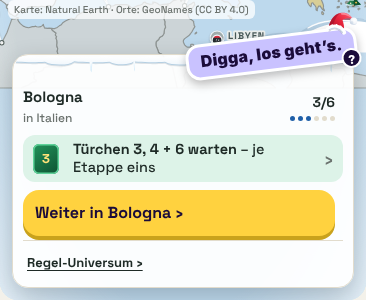 Karte: Natural Earth · Orte: GeoNames (CC BY 4.0)
LIBYEN
Digga, los geht's.
?
Bologna
3/6
in Italien
3
Türchen 3, 4 + 6 warten – je
Etappe eins
>
Weiter in Bologna >
Regel-Universum >